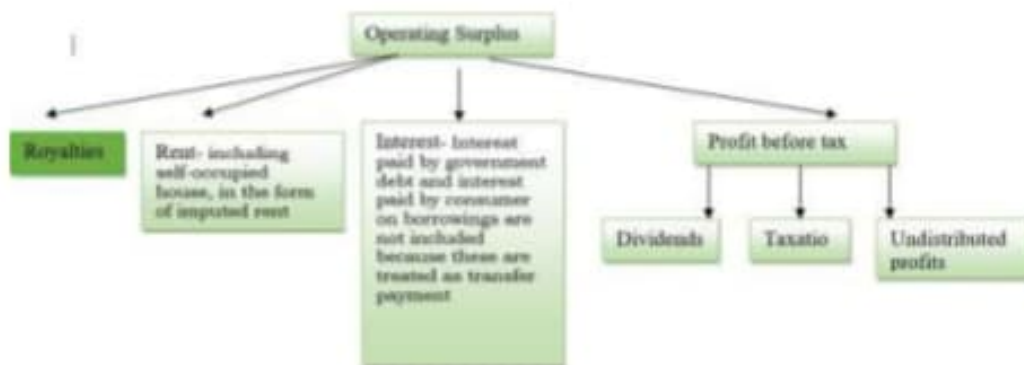 Operating Surplus
Royalties
Rent- including
self-occupied
house, in the form
of imputed rent
Interest- Interest
paid by government
debt and interest
paid by consumer
on borrowings are
not included
because these are
treated as transfer
payment
Profit before tax
Dividends
Taxatio
Undistributed
profits